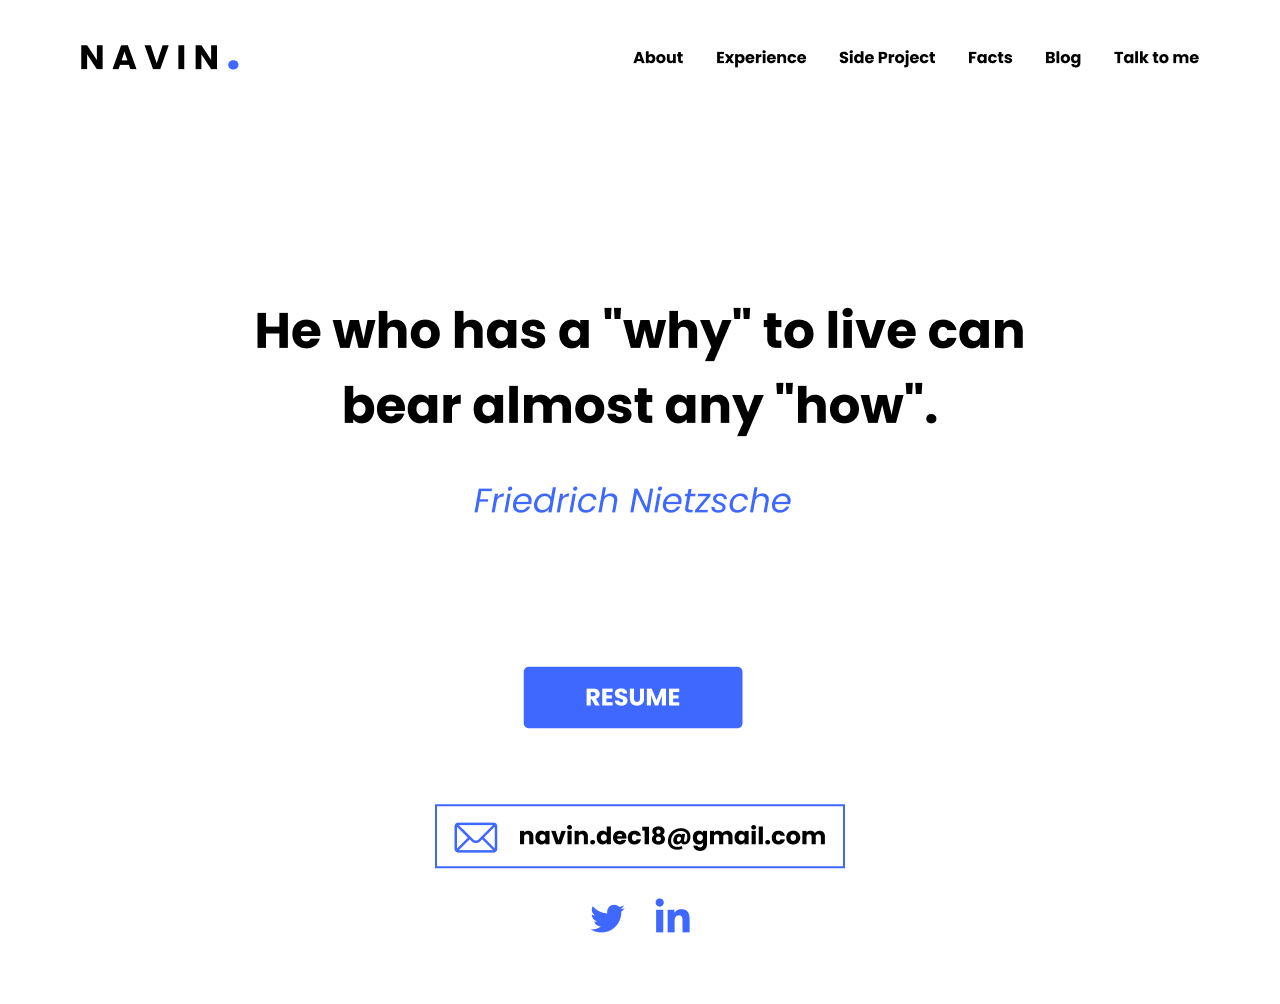 NAVIN.
About Experience Side Project Facts Blog Talk to me
He who has a "why" to live can
bear almost any "how".
Friedrich Nietzsche
RESUME
navin.dec18@gmail.com
in